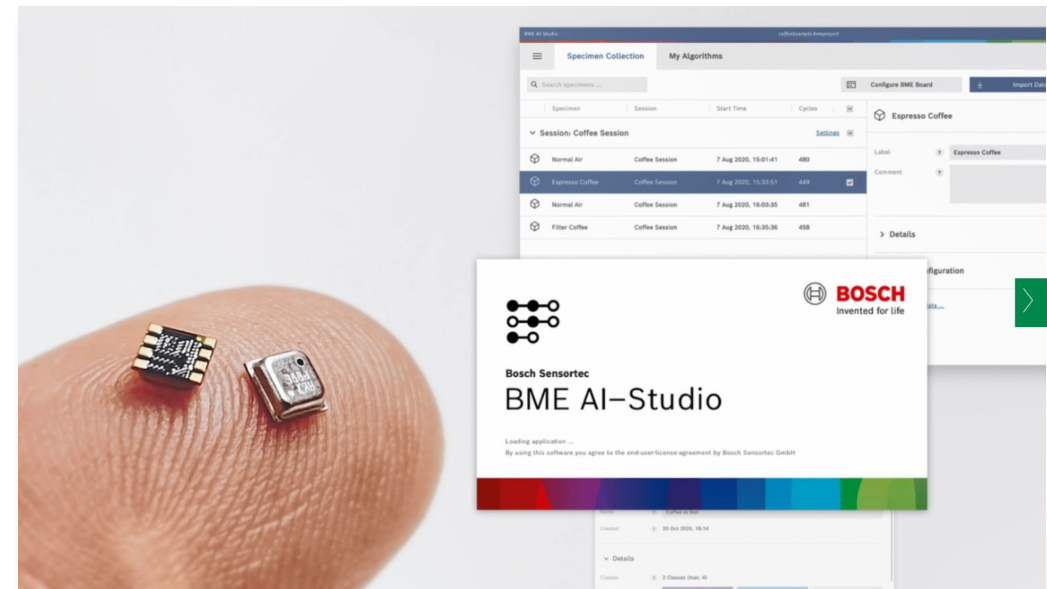 BME AI-Studio
Specimen Collection My Algorithms
Search specimens ...
Configure BME Board Import Data
Specimen Session Start Time Cycles
Session: Coffee Session Settings
Normal Air Coffee Session 7 Aug 2020, 15:01:41 480
Espresso Coffee Coffee Session 7 Aug 2020, 15:33:51 449
Normal Air Coffee Session 7 Aug 2020, 16:03:35 481
Filter Coffee Coffee Session 7 Aug 2020, 16:35:36 458
Espresso Coffee
Label Espresso Coffee
Comment
Details
BOSCH
Invented for life
Bosch Sensortec
BME AI–Studio
Loading application ...
By using this software you agree to the end-user-license-agreement by Bosch Sensortec GmbH
Name Coffee or Not
Created 20 Oct 2020, 16:14
Details
Classes 2 Classes (max. 4)